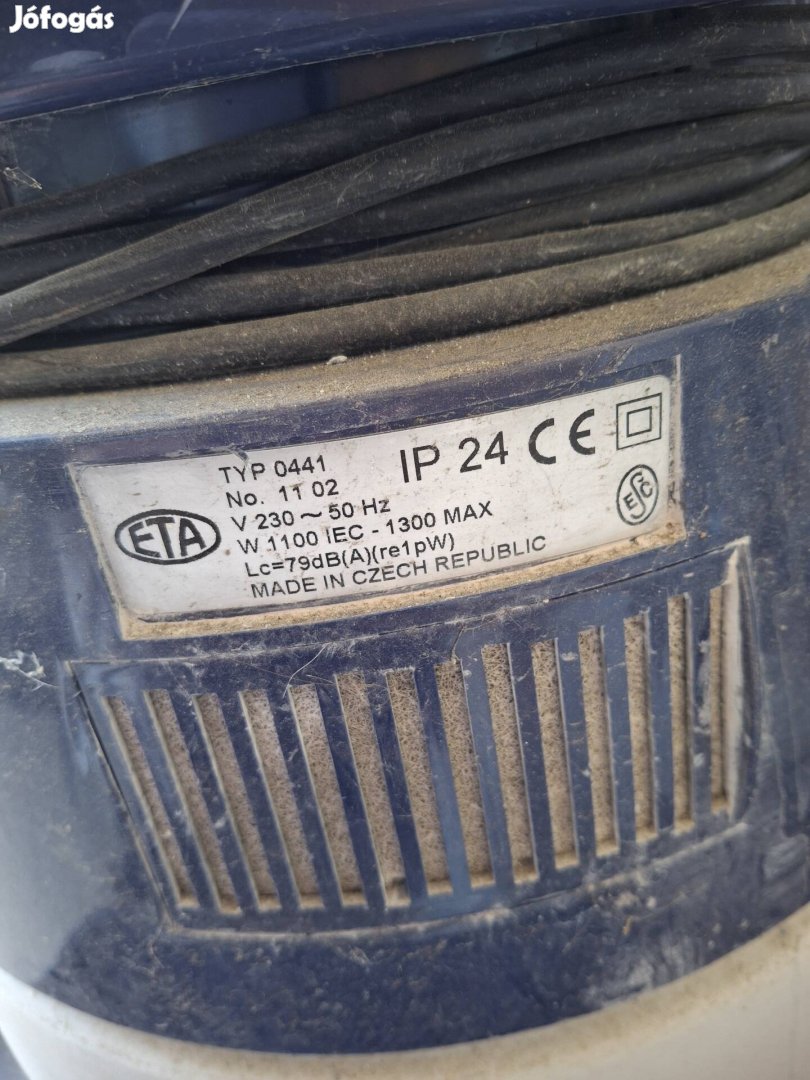 Jófogás
TYP 0441
No. 11 02
V 230 ~ 50 Hz
W 1100 IEC - 1300 MAX
Lc=79dB(A)(re1pW)
MADE IN CZECH REPUBLIC
IP 24 CE
ETA
ESC